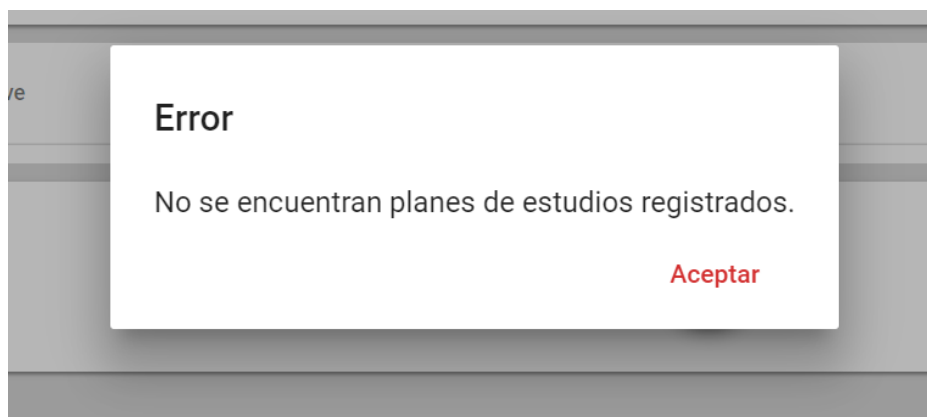 Error
No se encuentran planes de estudios registrados.
Aceptar